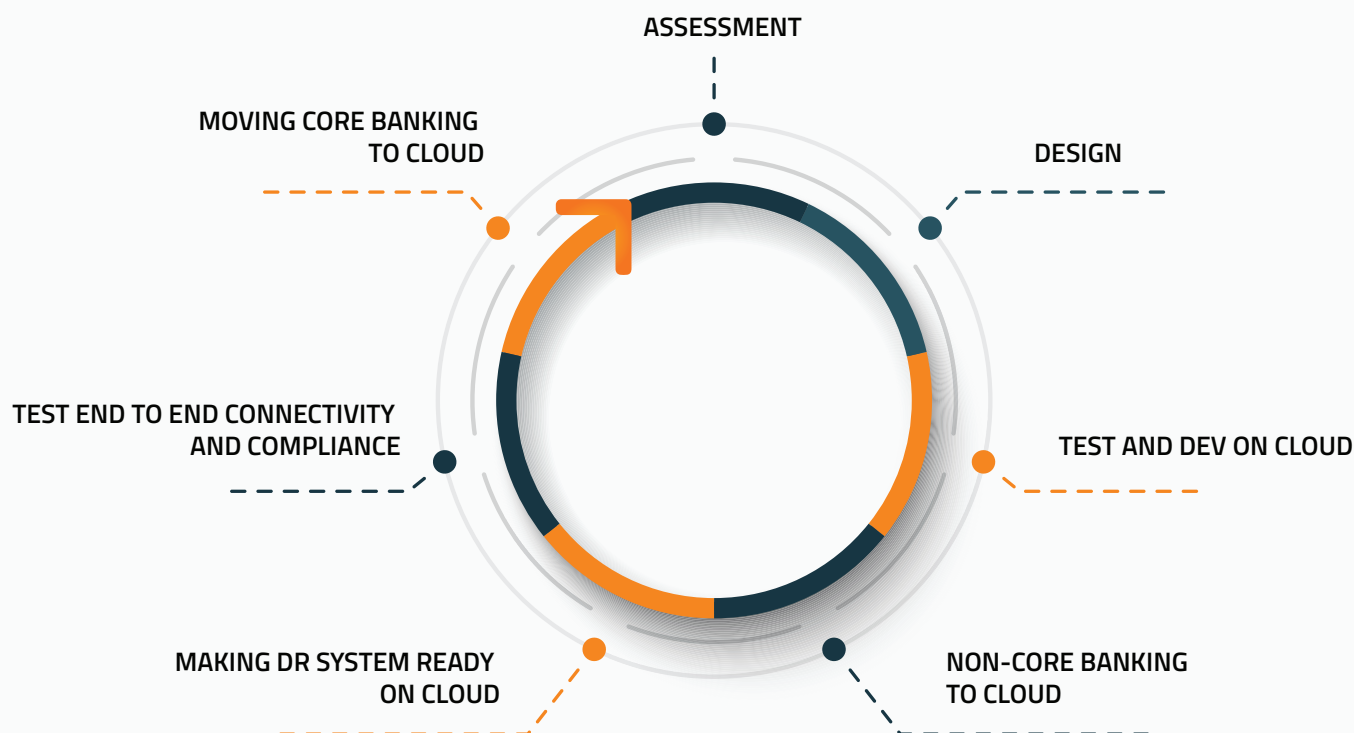 ASSESSMENT
DESIGN
TEST AND DEV ON CLOUD
NON-CORE BANKING
TO CLOUD
MAKING DR SYSTEM READY
ON CLOUD
TEST END TO END CONNECTIVITY
AND COMPLIANCE
MOVING CORE BANKING
TO CLOUD